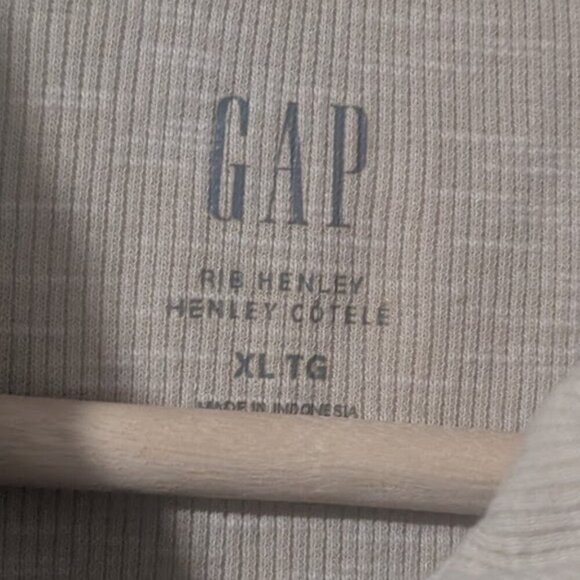 GAP
RIB HENLEY
HENLEY CÔTELÉ
XL TG
MADE IN INDONESIA